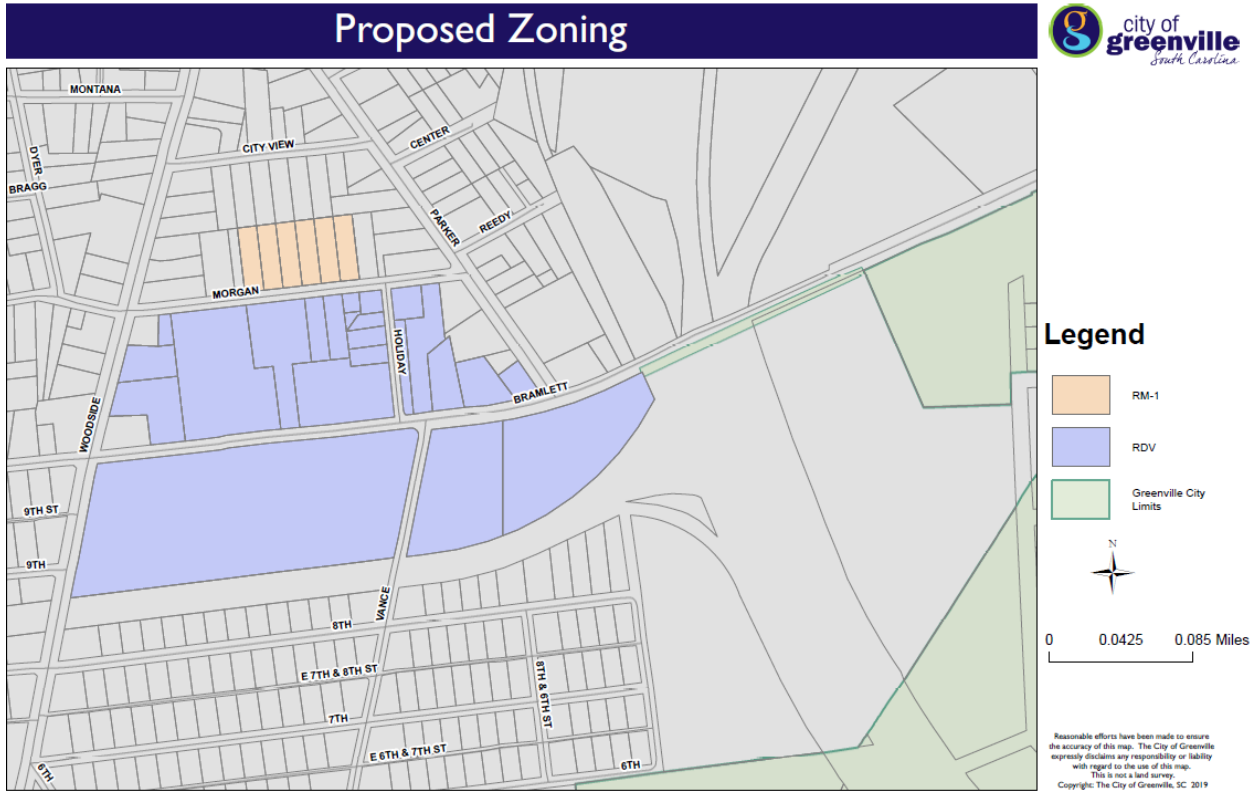 Proposed Zoning
g
city of
greenville
South Carolina
MONTANA
DYER
CITY VIEW
CENTER
BRAGG
PARKER
REEDY
MORGAN
HOLIDAY
BRAMLETT
WOODSIDE
9TH ST
9TH
VANCE
8TH
E 7TH & 8TH ST
8TH & 6TH ST
7TH
E 6TH & 7TH ST
6TH
6TH
Legend
RM-1
RDV
Greenville City
Limits
N
0 0.0425 0.085 Miles
Reasonable efforts have been made to ensure
the accuracy of this map. The City of Greenville
expressly disclaims any responsibility or liability
with regard to the use of this map.
This is not a land survey.
Copyright: The City of Greenville, SC 2019